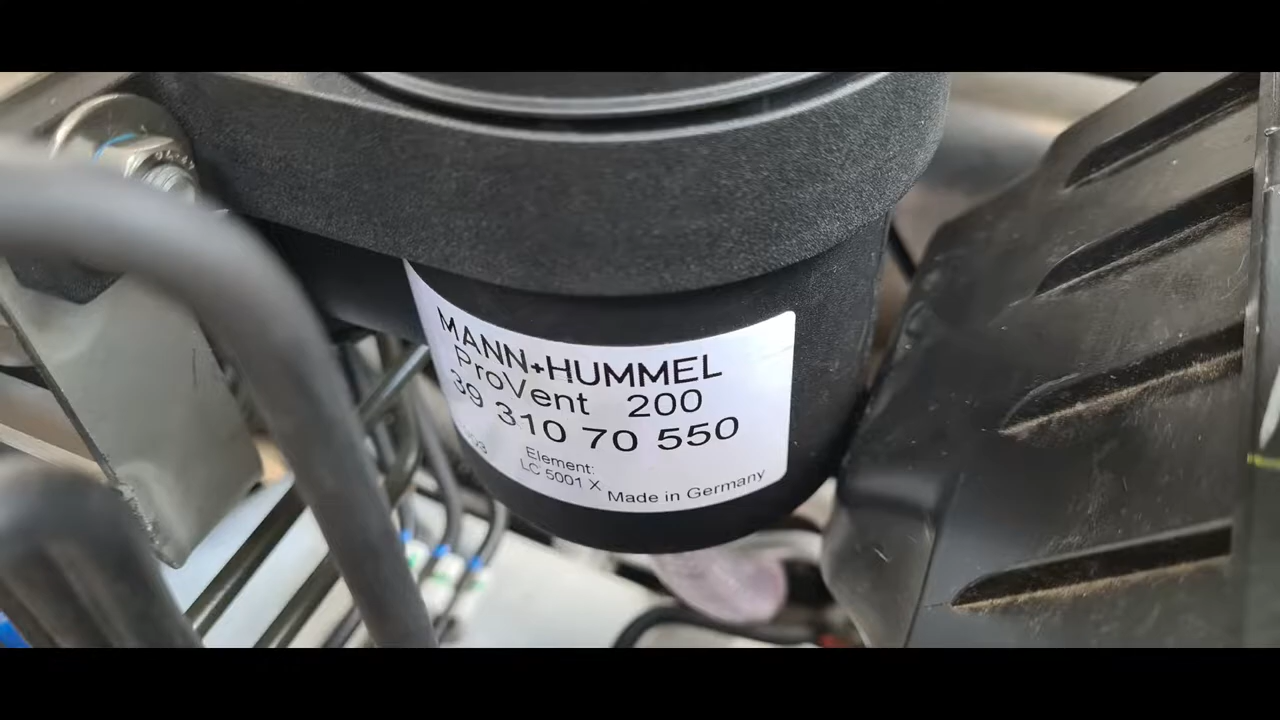 MANN+HUMMEL
ProVent 200
39 310 70 550
Element:
LC 5001 X
Made in Germany